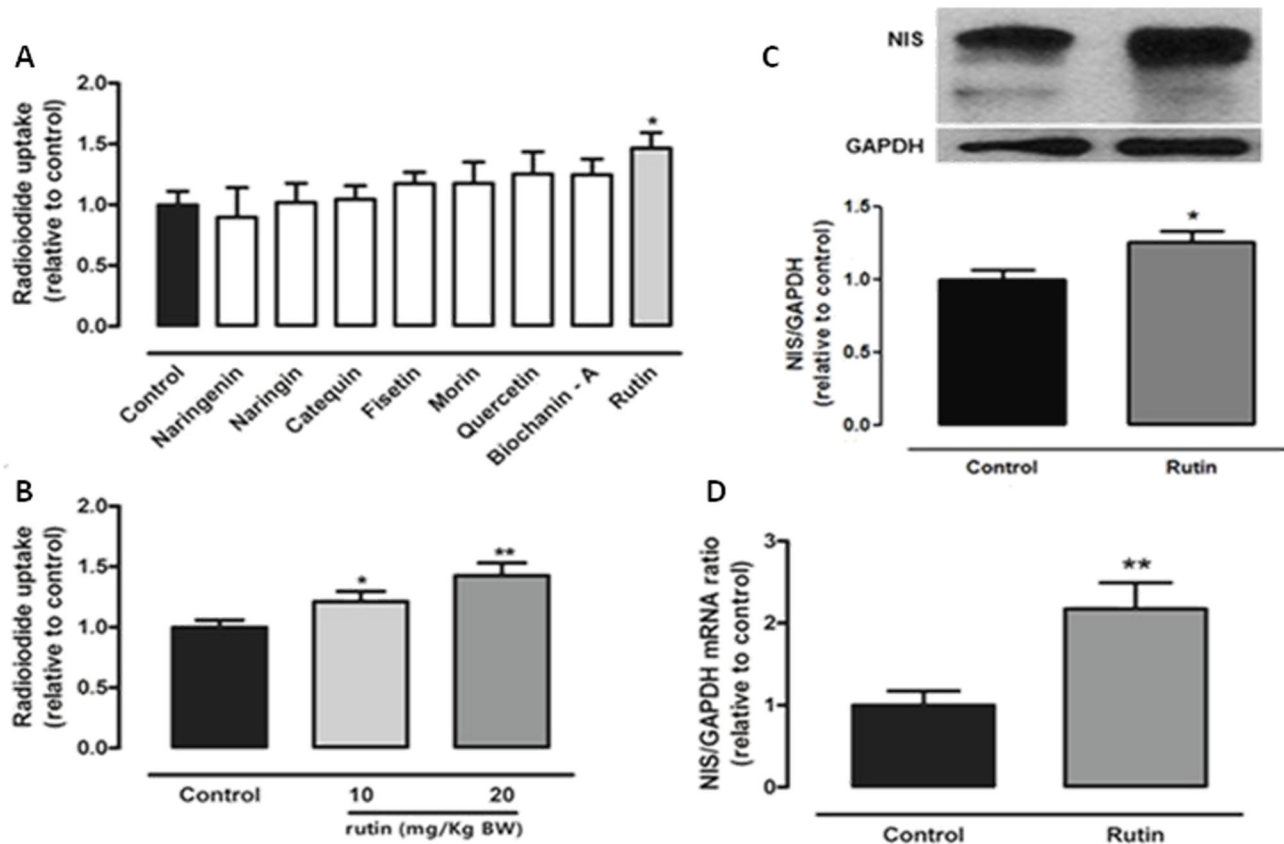 A
Radioiodide uptake
(relative to control)
2.0
1.5
1.0
0.5
0.0
*
Control
Naringenin
Naringin
Catequin
Fisetin
Morin
Quercetin
Biochanin - A
Rutin
B
Radioiodide uptake
(relative to control)
2.0
1.5
1.0
0.5
0.0
*
**
Control
10
20
rutin (mg/Kg BW)
C
NIS
GAPDH
NIS/GAPDH
(relative to control)
1.5
1.0
0.5
0.0
*
Control
Rutin
D
NIS/GAPDH mRNA ratio
(relative to control)
3
2
1
0
**
Control
Rutin